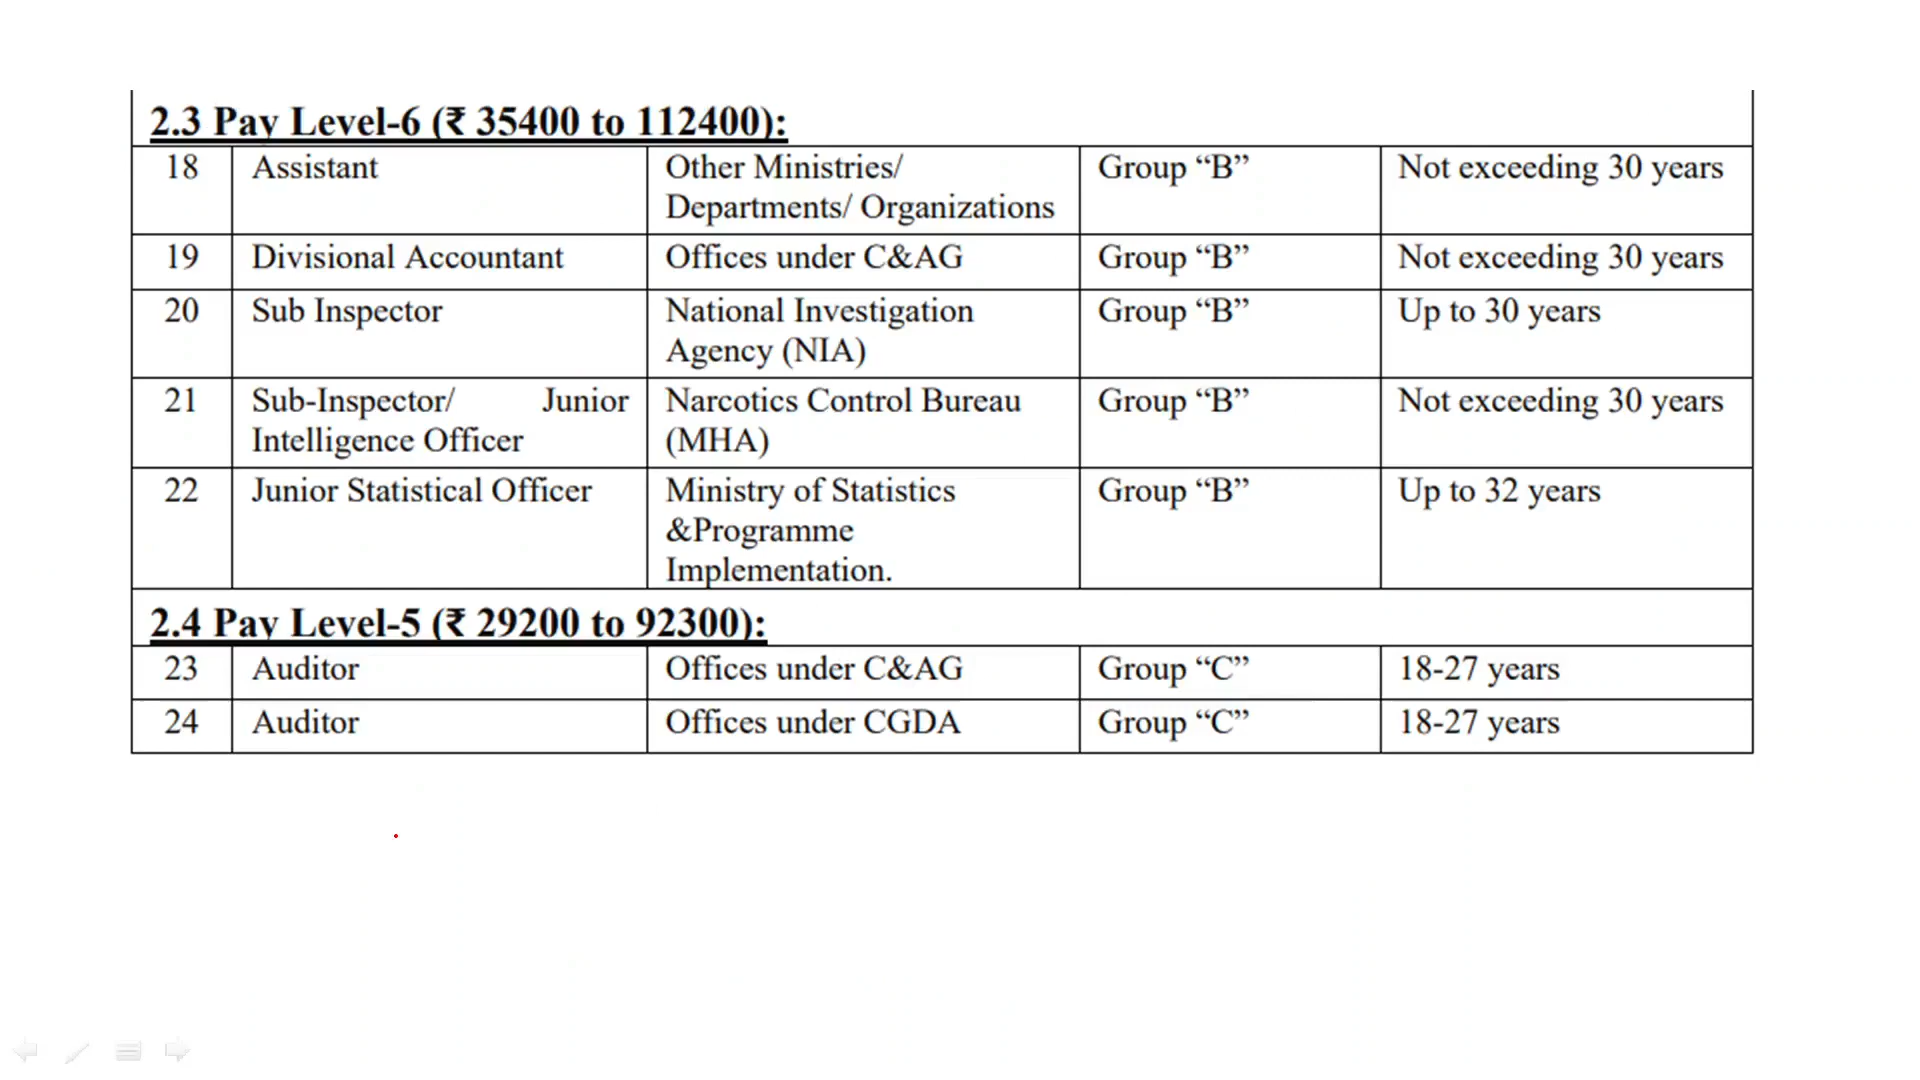 2.3 Pay Level-6 (₹ 35400 to 112400):
18 Assistant Other Ministries/ Group “B” Not exceeding 30 years
Departments/ Organizations
19 Divisional Accountant Offices under C&AG Group “B” Not exceeding 30 years
20 Sub Inspector National Investigation Group “B” Up to 30 years
Agency (NIA)
21 Sub-Inspector/ Junior Narcotics Control Bureau Group “B” Not exceeding 30 years
Intelligence Officer (MHA)
22 Junior Statistical Officer Ministry of Statistics Group “B” Up to 32 years
&Programme
Implementation.
2.4 Pay Level-5 (₹ 29200 to 92300):
23 Auditor Offices under C&AG Group “C” 18-27 years
24 Auditor Offices under CGDA Group “C” 18-27 years